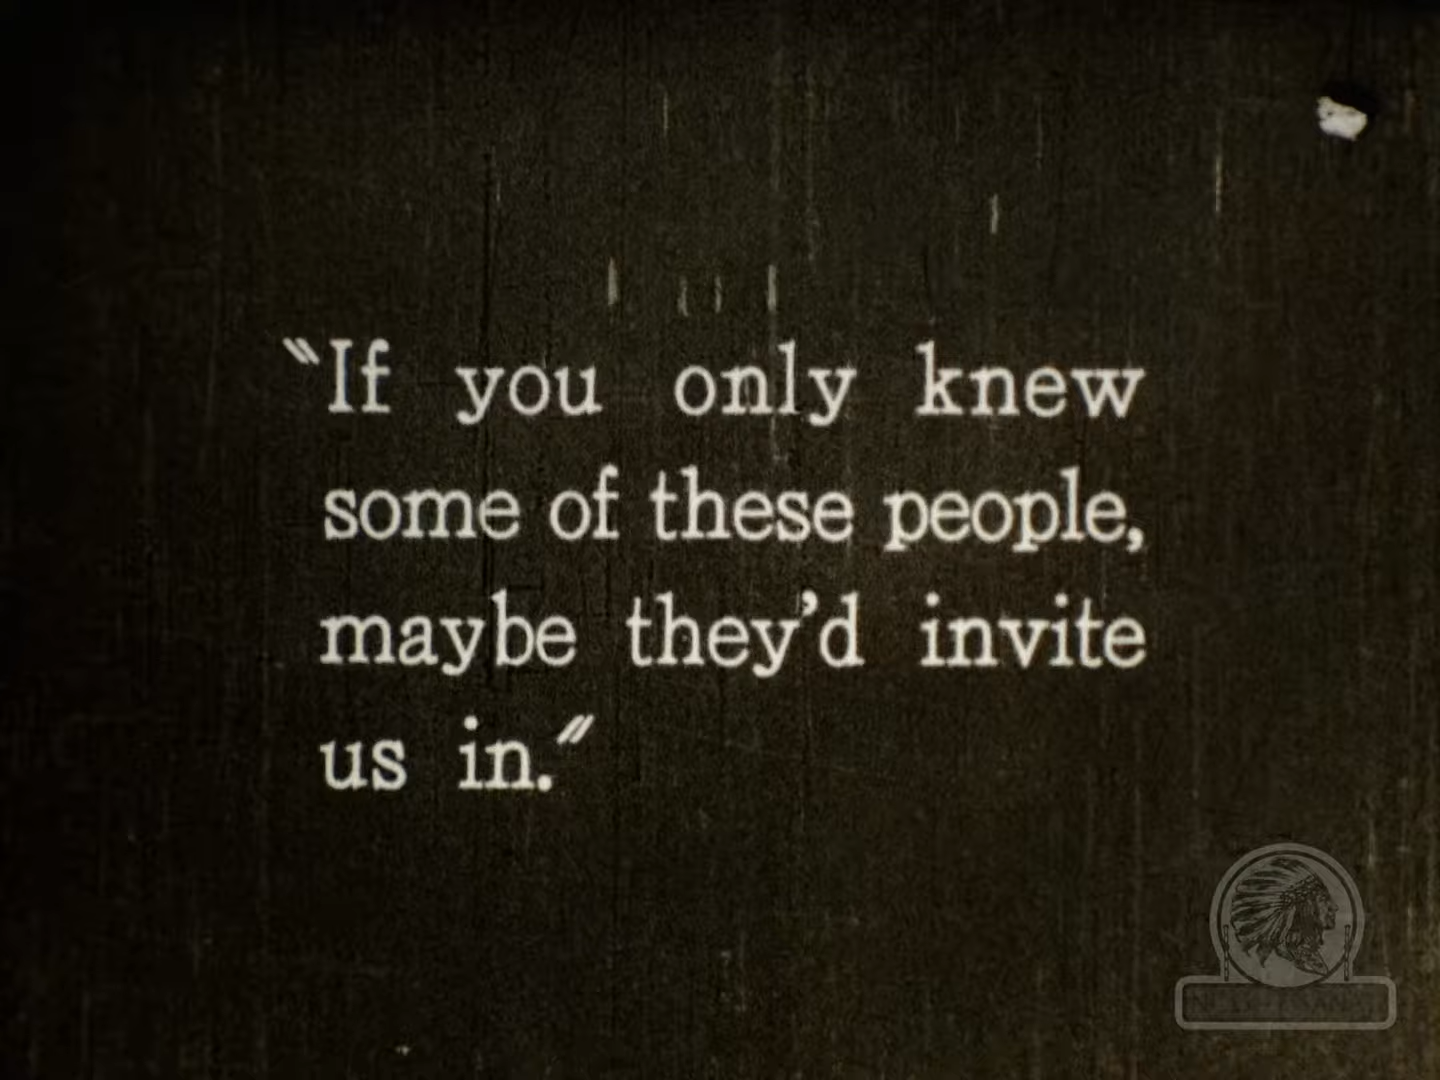 “If you only knew
some of these people,
maybe they’d invite
us in.”